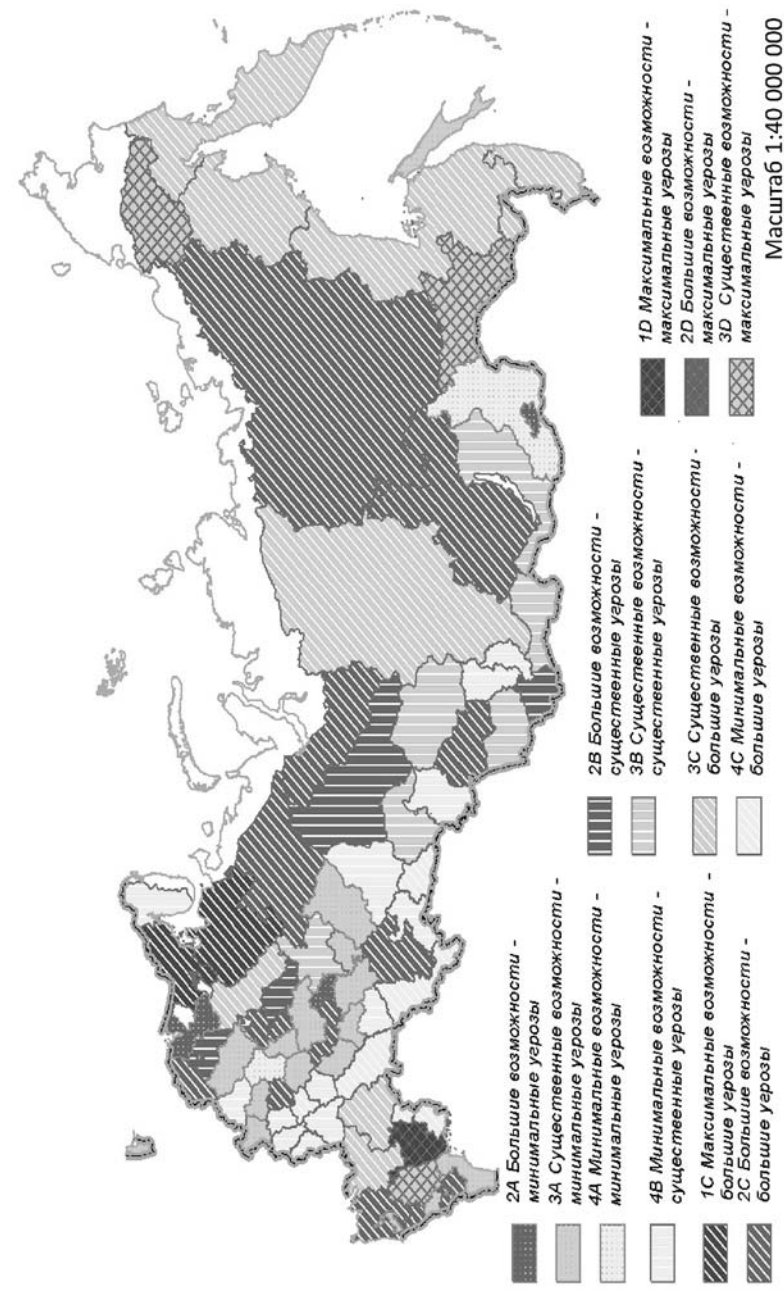 2A Большие возможности -
минимальные угрозы
3A Существенные возможности -
минимальные угрозы
4A Минимальные возможности -
минимальные угрозы
4B Минимальные возможности -
существенные угрозы
1C Максимальные возможности -
большие угрозы
2C Большие возможности -
большие угрозы
2B Большие возможности -
существенные угрозы
3B Существенные возможности -
существенные угрозы
3C Существенные возможности -
большие угрозы
4C Минимальные возможности -
большие угрозы
1D Максимальные возможности -
максимальные угрозы
2D Большие возможности -
максимальные угрозы
3D Существенные возможности -
максимальные угрозы
Масштаб 1:40 000 000